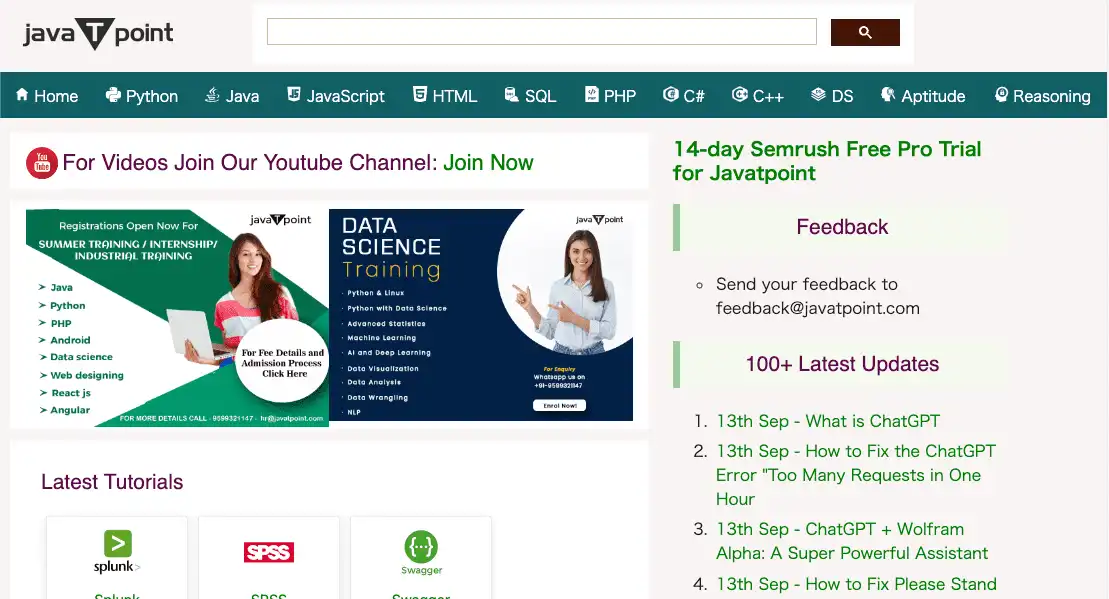 javaTpoint
Home Python Java JavaScript HTML SQL PHP C# C++ DS Aptitude Reasoning
You
Tube
For Videos Join Our Youtube Channel: Join Now
javaTpoint
Registrations Open Now For
SUMMER TRAINING / INTERNSHIP/
INDUSTRIAL TRAINING
➢ Java
➢ Python
➢ PHP
➢ Android
➢ Data science
➢ Web designing
➢ React js
➢ Angular
For Fee Details and
Admission Process
Click Here
FOR MORE DETAILS CALL - 9599321147 - hr@javatpoint.com
javaTpoint
DATA
SCIENCE
Training
· Python & Linux
· Python with Data Science
· Advanced Statistics
· Machine Learning
· AI and Deep Learning
· Data Visualization
· Data Analysis
· Data Wrangling
· NLP
For Enquiry
Whatsapp us on
+91-9599321147
Enrol Now!
Latest Tutorials
splunk>
SPSS
{···}
Swagger
Splunk
SPSS
Swagger
14-day Semrush Free Pro Trial
for Javatpoint
Feedback
Send your feedback to
feedback@javatpoint.com
100+ Latest Updates
1. 13th Sep - What is ChatGPT
2. 13th Sep - How to Fix the ChatGPT
Error "Too Many Requests in One
Hour
3. 13th Sep - ChatGPT + Wolfram
Alpha: A Super Powerful Assistant
4. 13th Sep - How to Fix Please Stand